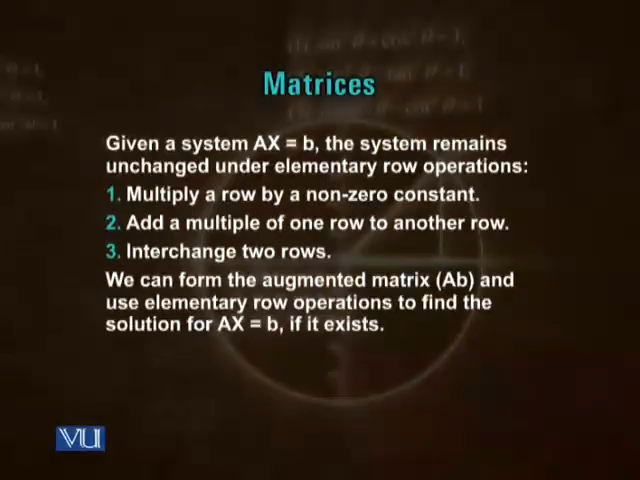 Matrices
Given a system AX = b, the system remains
unchanged under elementary row operations:
1. Multiply a row by a non-zero constant.
2. Add a multiple of one row to another row.
3. Interchange two rows.
We can form the augmented matrix (Ab) and
use elementary row operations to find the
solution for AX = b, if it exists.
VU